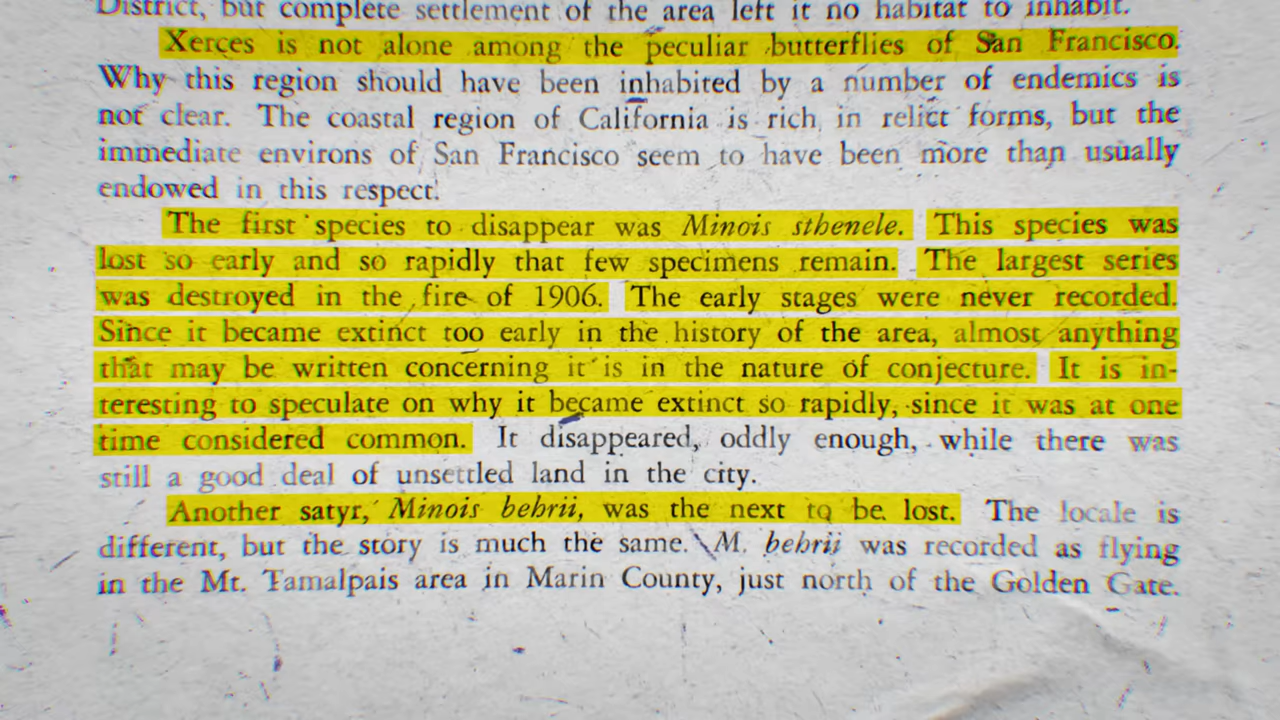 District, but complete settlement of the area left it no habitat to inhabit.
Xerces is not alone among the peculiar butterflies of San Francisco.
Why this region should have been inhabited by a number of endemics is
not clear. The coastal region of California is rich in relict forms, but the
immediate environs of San Francisco seem to have been more than usually
endowed in this respect.
The first species to disappear was Minois sthenele. This species was
lost so early and so rapidly that few specimens remain. The largest series
was destroyed in the fire of 1906. The early stages were never recorded.
Since it became extinct too early in the history of the area, almost anything
that may be written concerning it is in the nature of conjecture. It is in-
teresting to speculate on why it became extinct so rapidly, since it was at one
time considered common. It disappeared, oddly enough, while there was
still a good deal of unsettled land in the city.
Another satyr, Minois behrii, was the next to be lost. The locale is
different, but the story is much the same. M. behrii was recorded as flying
in the Mt. Tamalpais area in Marin County, just north of the Golden Gate.